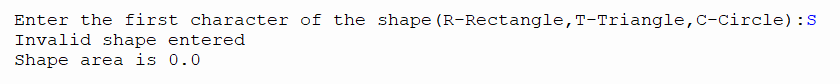 Enter the first character of the shape(R-Rectangle,T-Triangle,C-Circle):S
Invalid shape entered
Shape area is 0.0